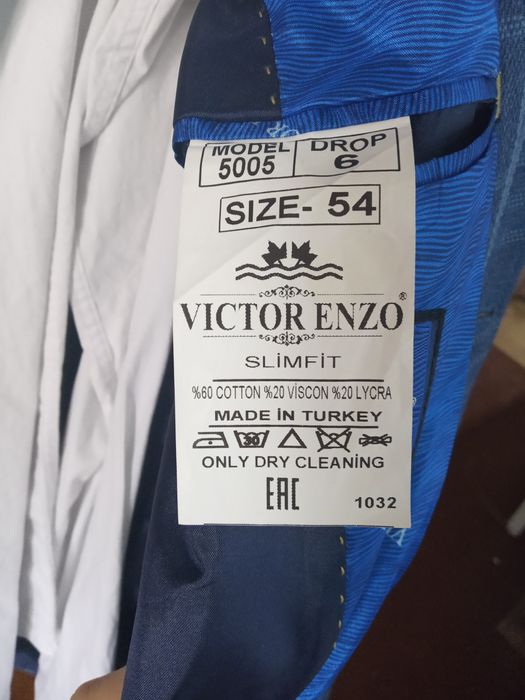 MODEL DROP
5005 6
SIZE- 54
VICTOR ENZO®
SLİMFİT
%60 COTTON %20 VİSCON %20 LYCRA
MADE İN TURKEY
30
ONLY DRY CLEANİNG
EAC
1032